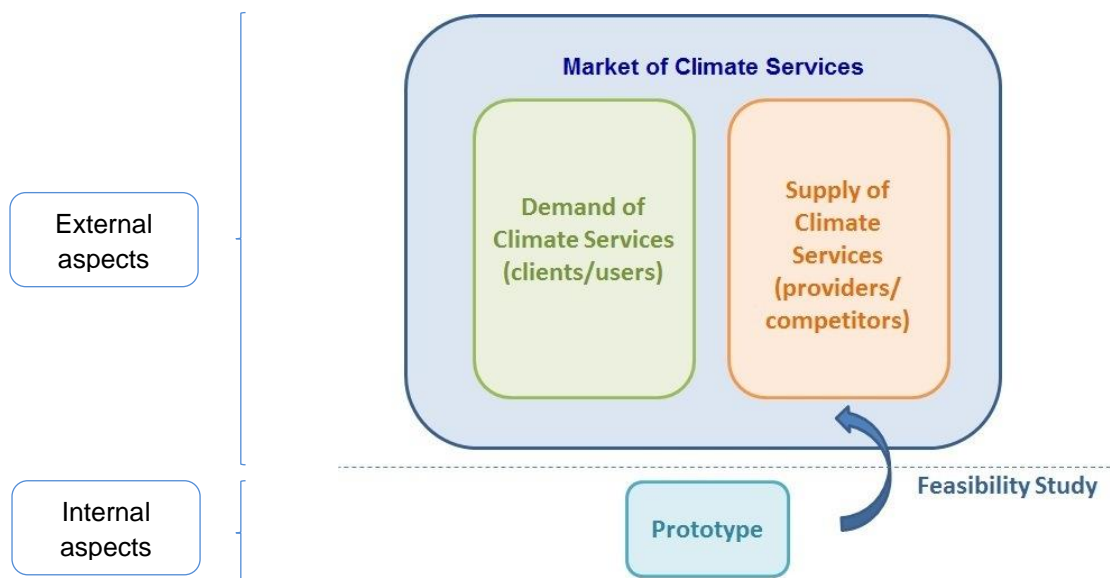 Market of Climate Services
External
aspects
Demand of
Climate Services
(clients/users)
Supply of
Climate
Services
(providers/
competitors)
Internal
aspects
Prototype
Feasibility Study